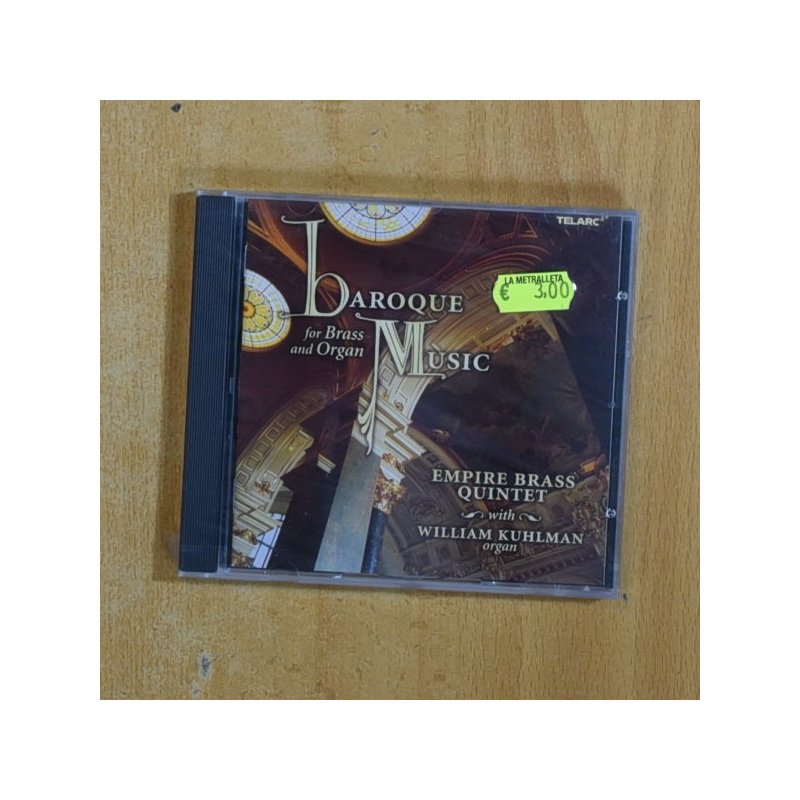 TELARC
LA METRALLETA
€ 3,00
bAROQUE
for Brass
and Organ
MUSIC
EMPIRE BRASS
QUINTET
with
WILLIAM KUHLMAN
organ